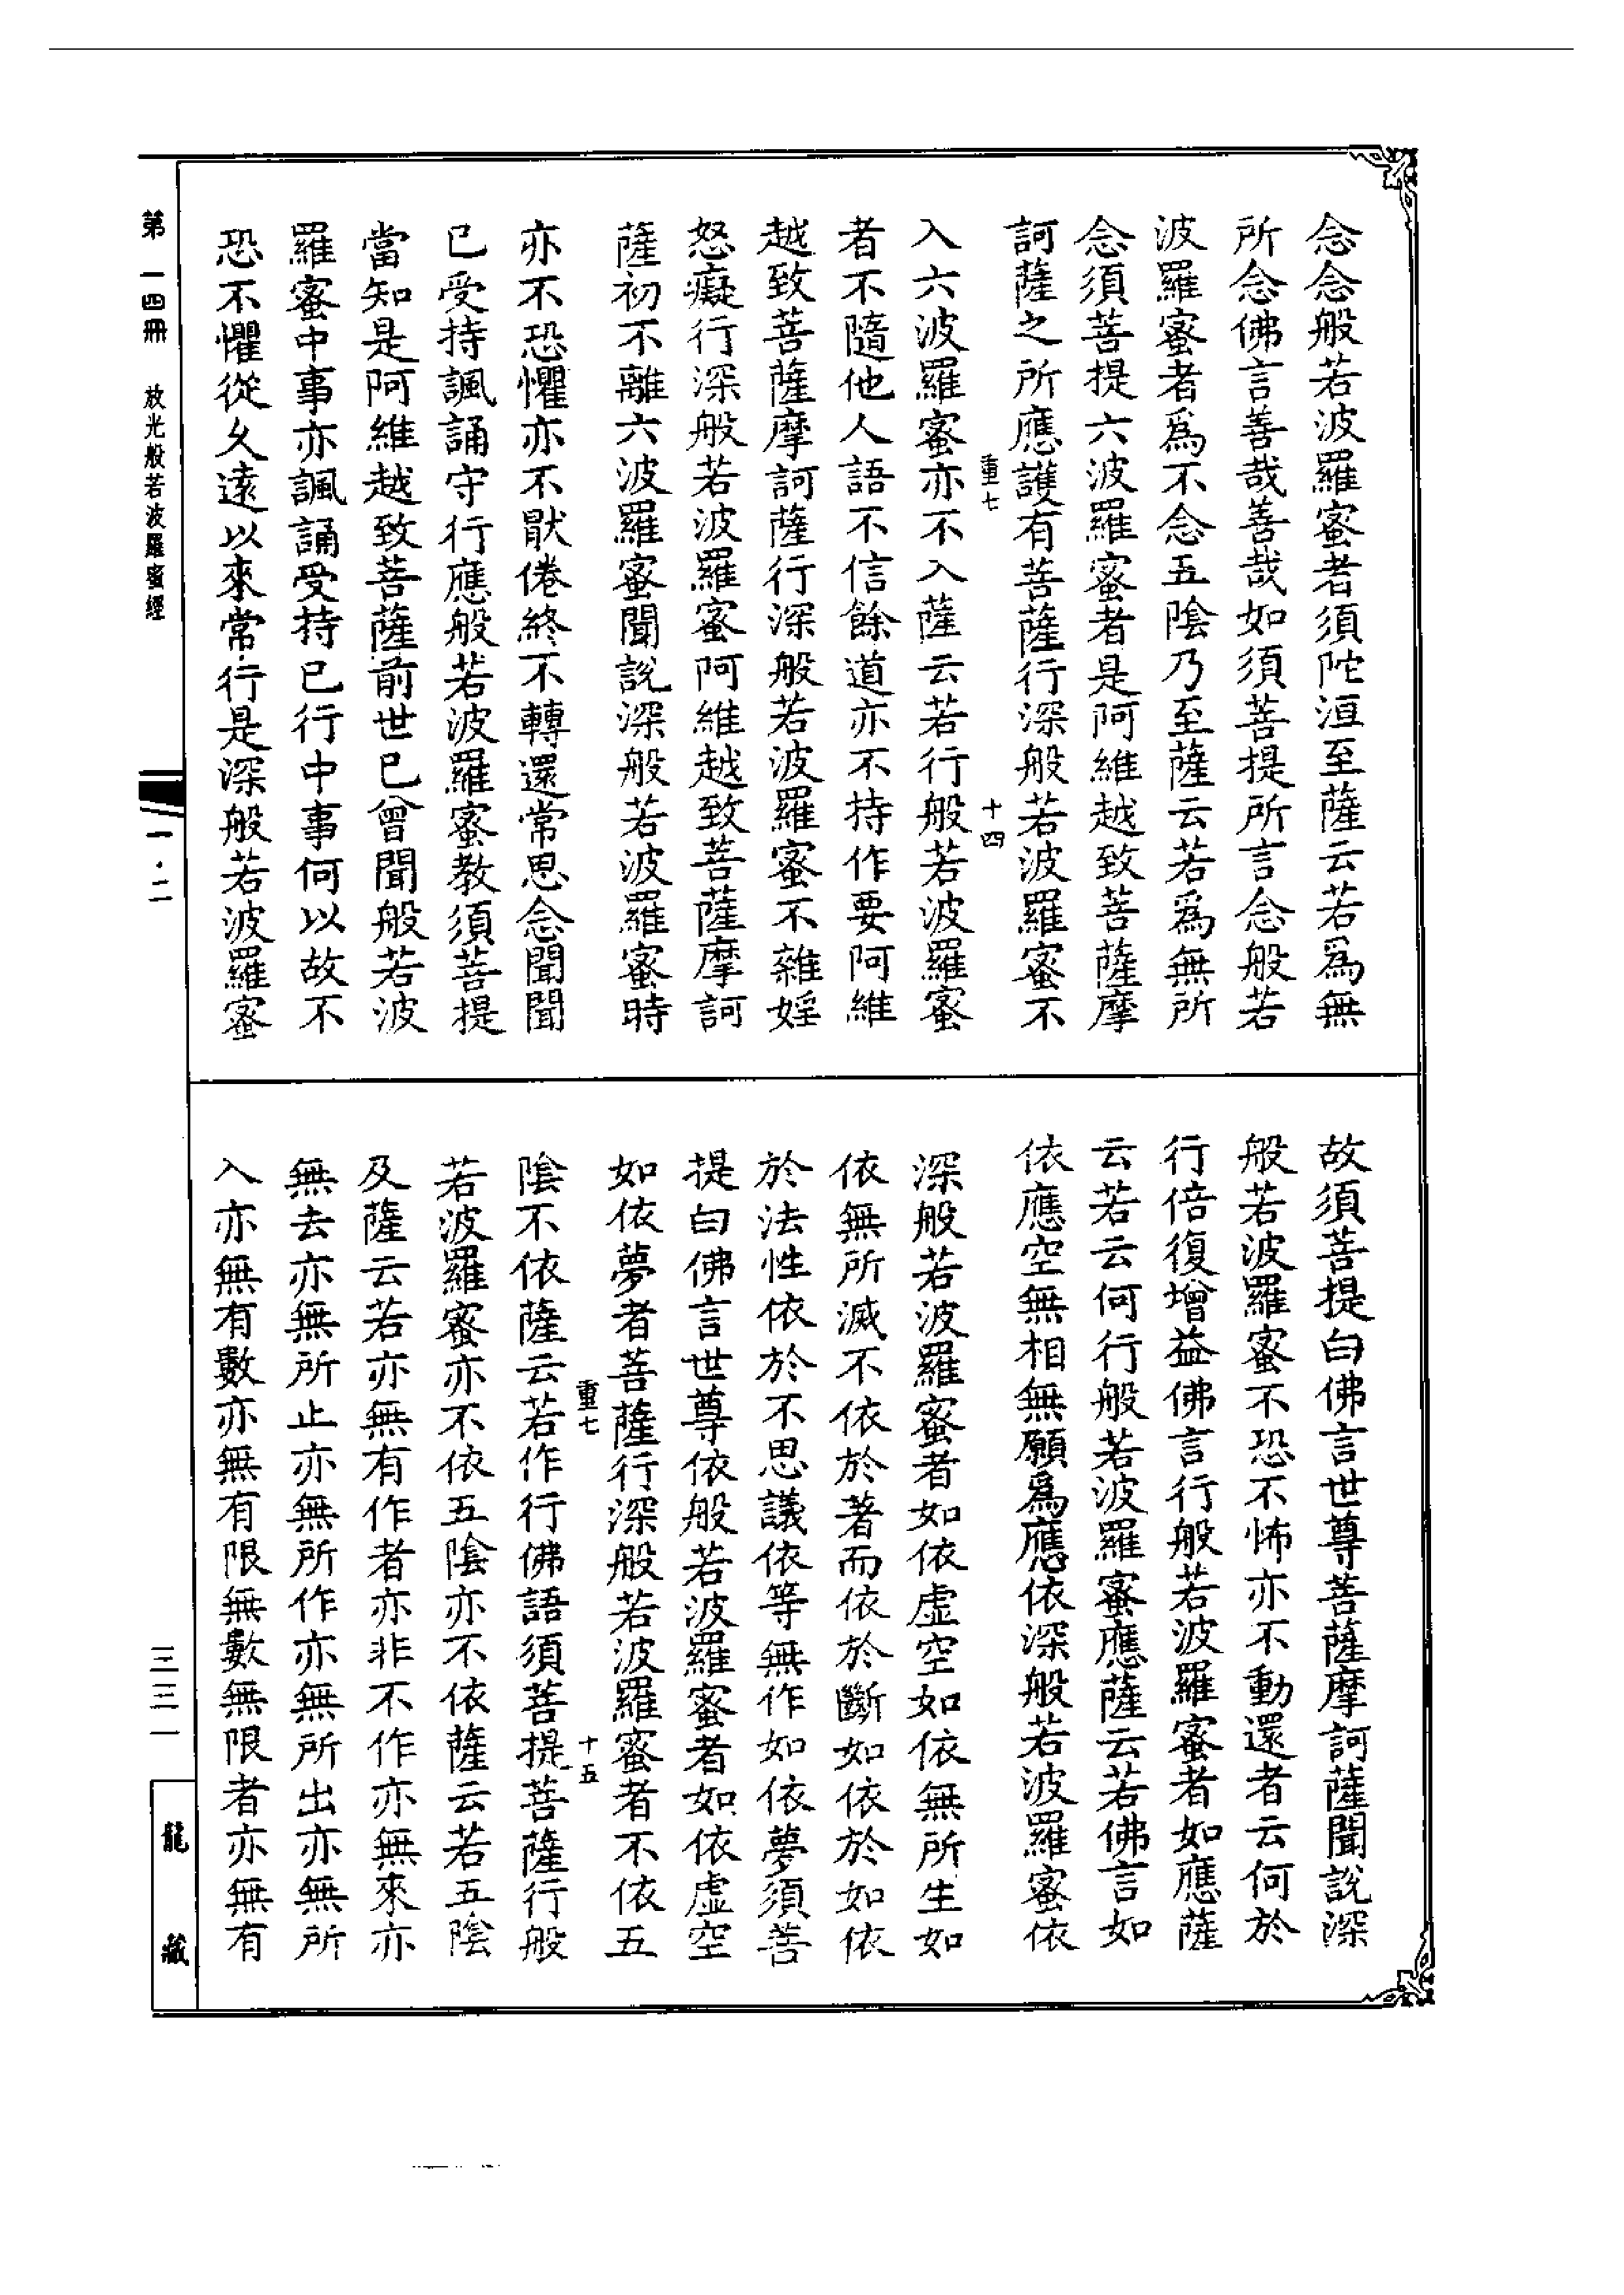 念念般若波羅蜜者須陀洹至薩云若爲無
所念佛言善哉善哉如須菩提所言念般若
波羅蜜者爲不念五陰乃至薩云若爲無所
念須菩提六波羅蜜者是阿維越致菩薩摩
訶薩之所應護有菩薩行深般若波羅蜜不
重七 十四
入六波羅蜜亦不入薩云若行般若波羅蜜
者不隨他人語不信餘道亦不持作要阿維
越致菩薩摩訶薩行深般若波羅蜜不雜婬
怒癡行深般若波羅蜜阿維越致菩薩摩訶
薩初不離六波羅蜜聞說深般若波羅蜜時
亦不恐懼亦不厭倦終不轉還常思念聞聞
已受持諷誦守行應般若波羅蜜教須菩提
當知是阿維越致菩薩前世已曾聞般若波
羅蜜中事亦諷誦受持已行中事何以故不
恐不懼從久遠以來常行是深般若波羅蜜
故須菩提白佛言世尊菩薩摩訶薩聞說深
般若波羅蜜不恐不怖亦不動還者云何於
行倍復增益佛言行般若波羅蜜者如應薩
云若云何行般若波羅蜜應薩云若佛言如
依應空無相無願爲應依深般若波羅蜜依
深般若波羅蜜者如依虛空如依無所生如
依無所滅不依於著而依於斷如依於如依
於法性依於不思議依等無作如依夢須菩
提白佛言世尊依般若波羅蜜者如依虛空
如依夢者菩薩行深般若波羅蜜者不依五
重七 十五
陰不依薩云若作行佛語須菩提菩薩行般
若波羅蜜亦不依五陰亦不依薩云若五陰
及薩云若亦無有作者亦非不作亦無來亦
無去亦無所止亦無所作亦無所出亦無所
入亦無有數亦無有限無數無限者亦無有
第一四冊 放光般若波羅蜜經
一·二
三三一
龍藏